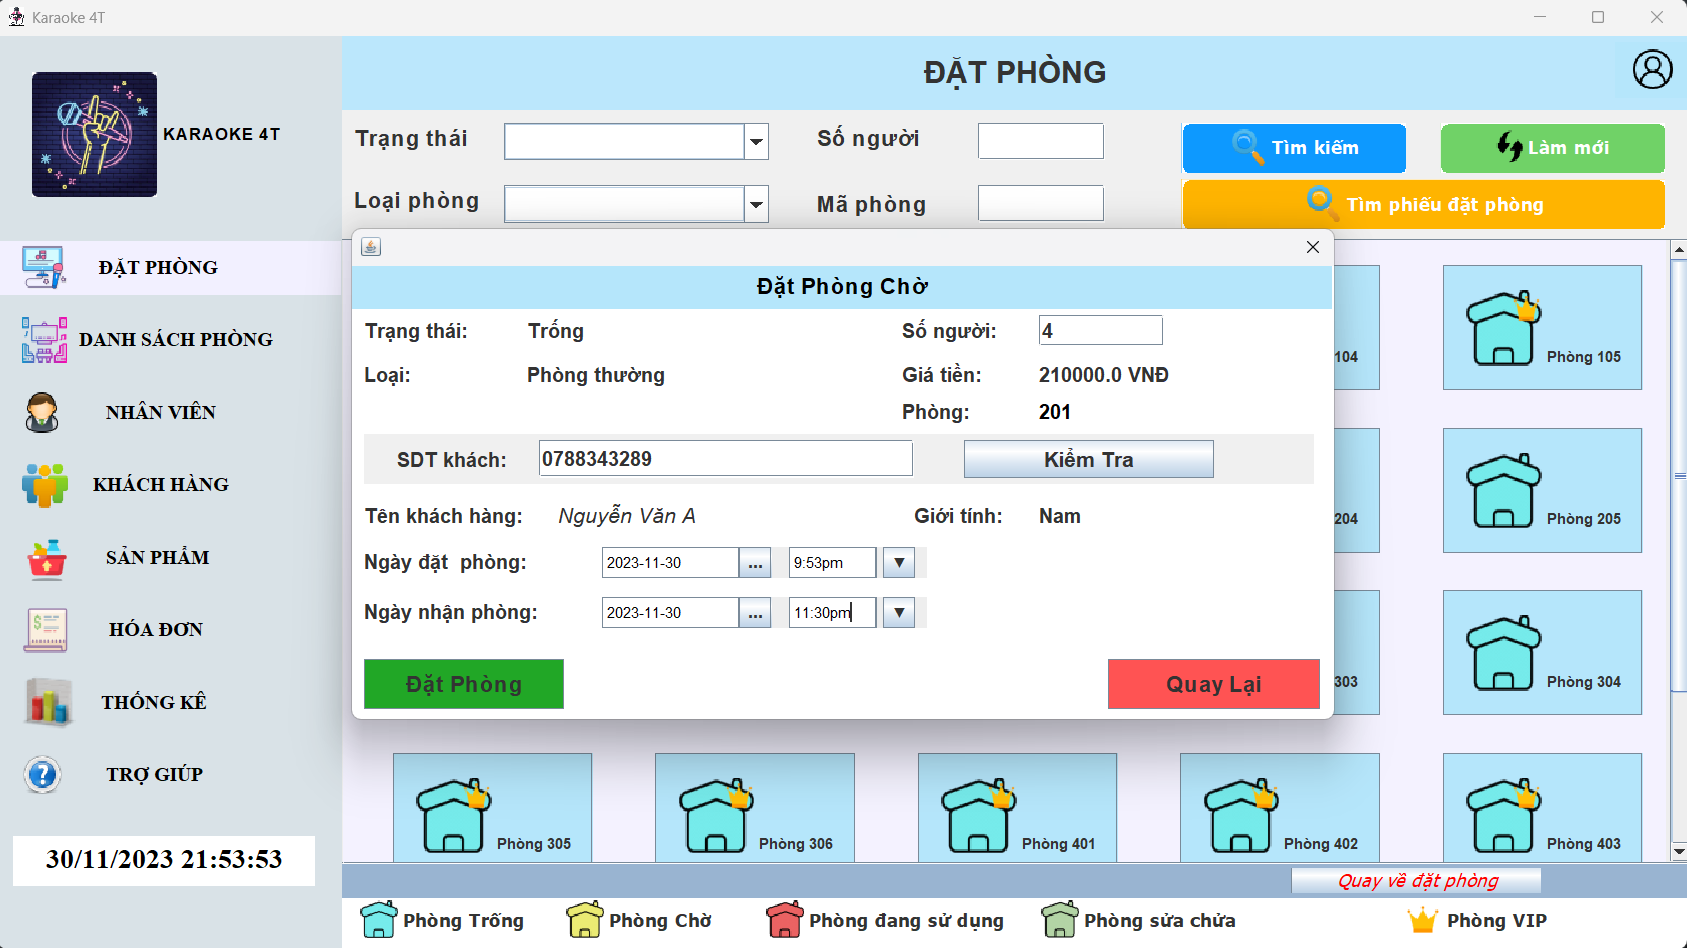 Karaoke 4T
KARAOKE 4T
ĐẶT PHÒNG
DANH SÁCH PHÒNG
NHÂN VIÊN
KHÁCH HÀNG
SẢN PHẨM
HÓA ĐƠN
THỐNG KÊ
TRỢ GIÚP
30/11/2023 21:53:53
ĐẶT PHÒNG
Trạng thái
Số người
Tìm kiếm
Làm mới
Loại phòng
Mã phòng
Tìm phiếu đặt phòng
Đặt Phòng Chờ
Trạng thái: Trống
Số người: 4
Loại: Phòng thường
Giá tiền: 210000.0 VNĐ
Phòng: 201
SDT khách: 0788343289
Kiểm Tra
Tên khách hàng: Nguyễn Văn A
Giới tính: Nam
Ngày đặt  phòng: 2023-11-30 ... 9:53pm
Ngày nhận phòng: 2023-11-30 ... 11:30pm
Đặt Phòng
Quay Lại
104
Phòng 105
204
Phòng 205
303
Phòng 304
Phòng 305
Phòng 306
Phòng 401
Phòng 402
Phòng 403
Quay về đặt phòng
Phòng Trống
Phòng Chờ
Phòng đang sử dụng
Phòng sửa chửa
Phòng VIP